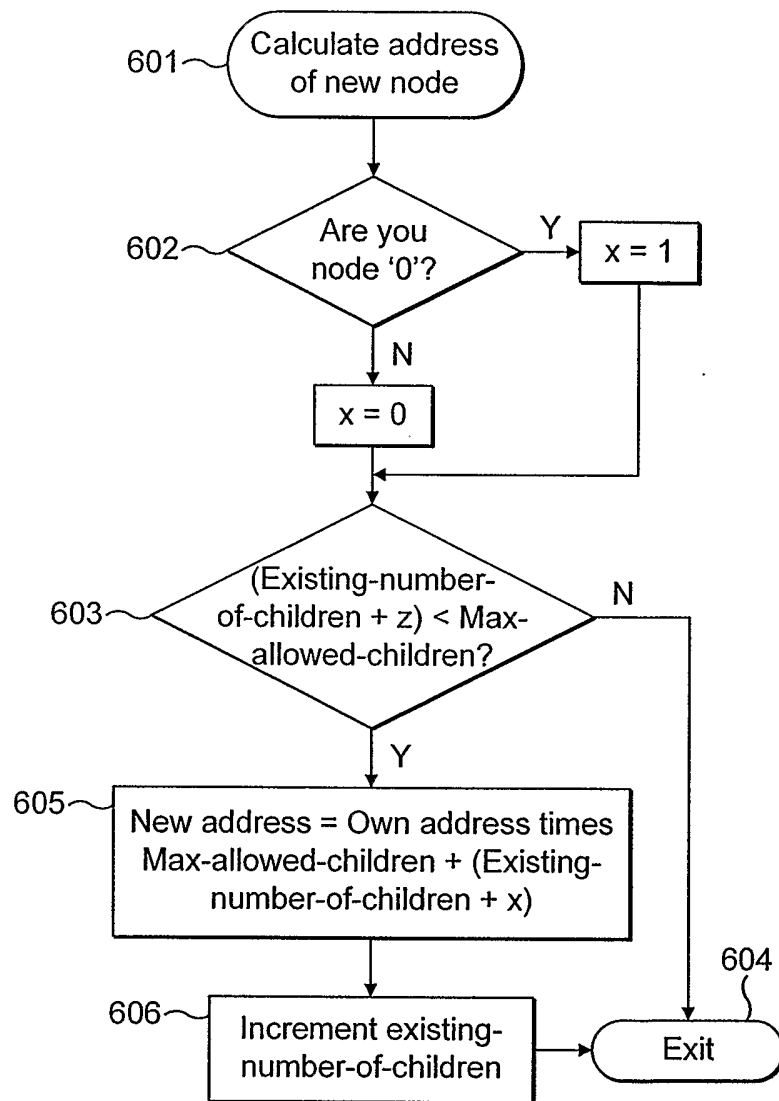 601
Calculate address
of new node
602
Are you
node ‘0’?
Y
x = 1
N
x = 0
603
(Existing-number-
of-children + z) < Max-
allowed-children?
N
Y
605
New address = Own address times
Max-allowed-children + (Existing-
number-of-children + x)
604
606
Increment existing-
number-of-children
Exit